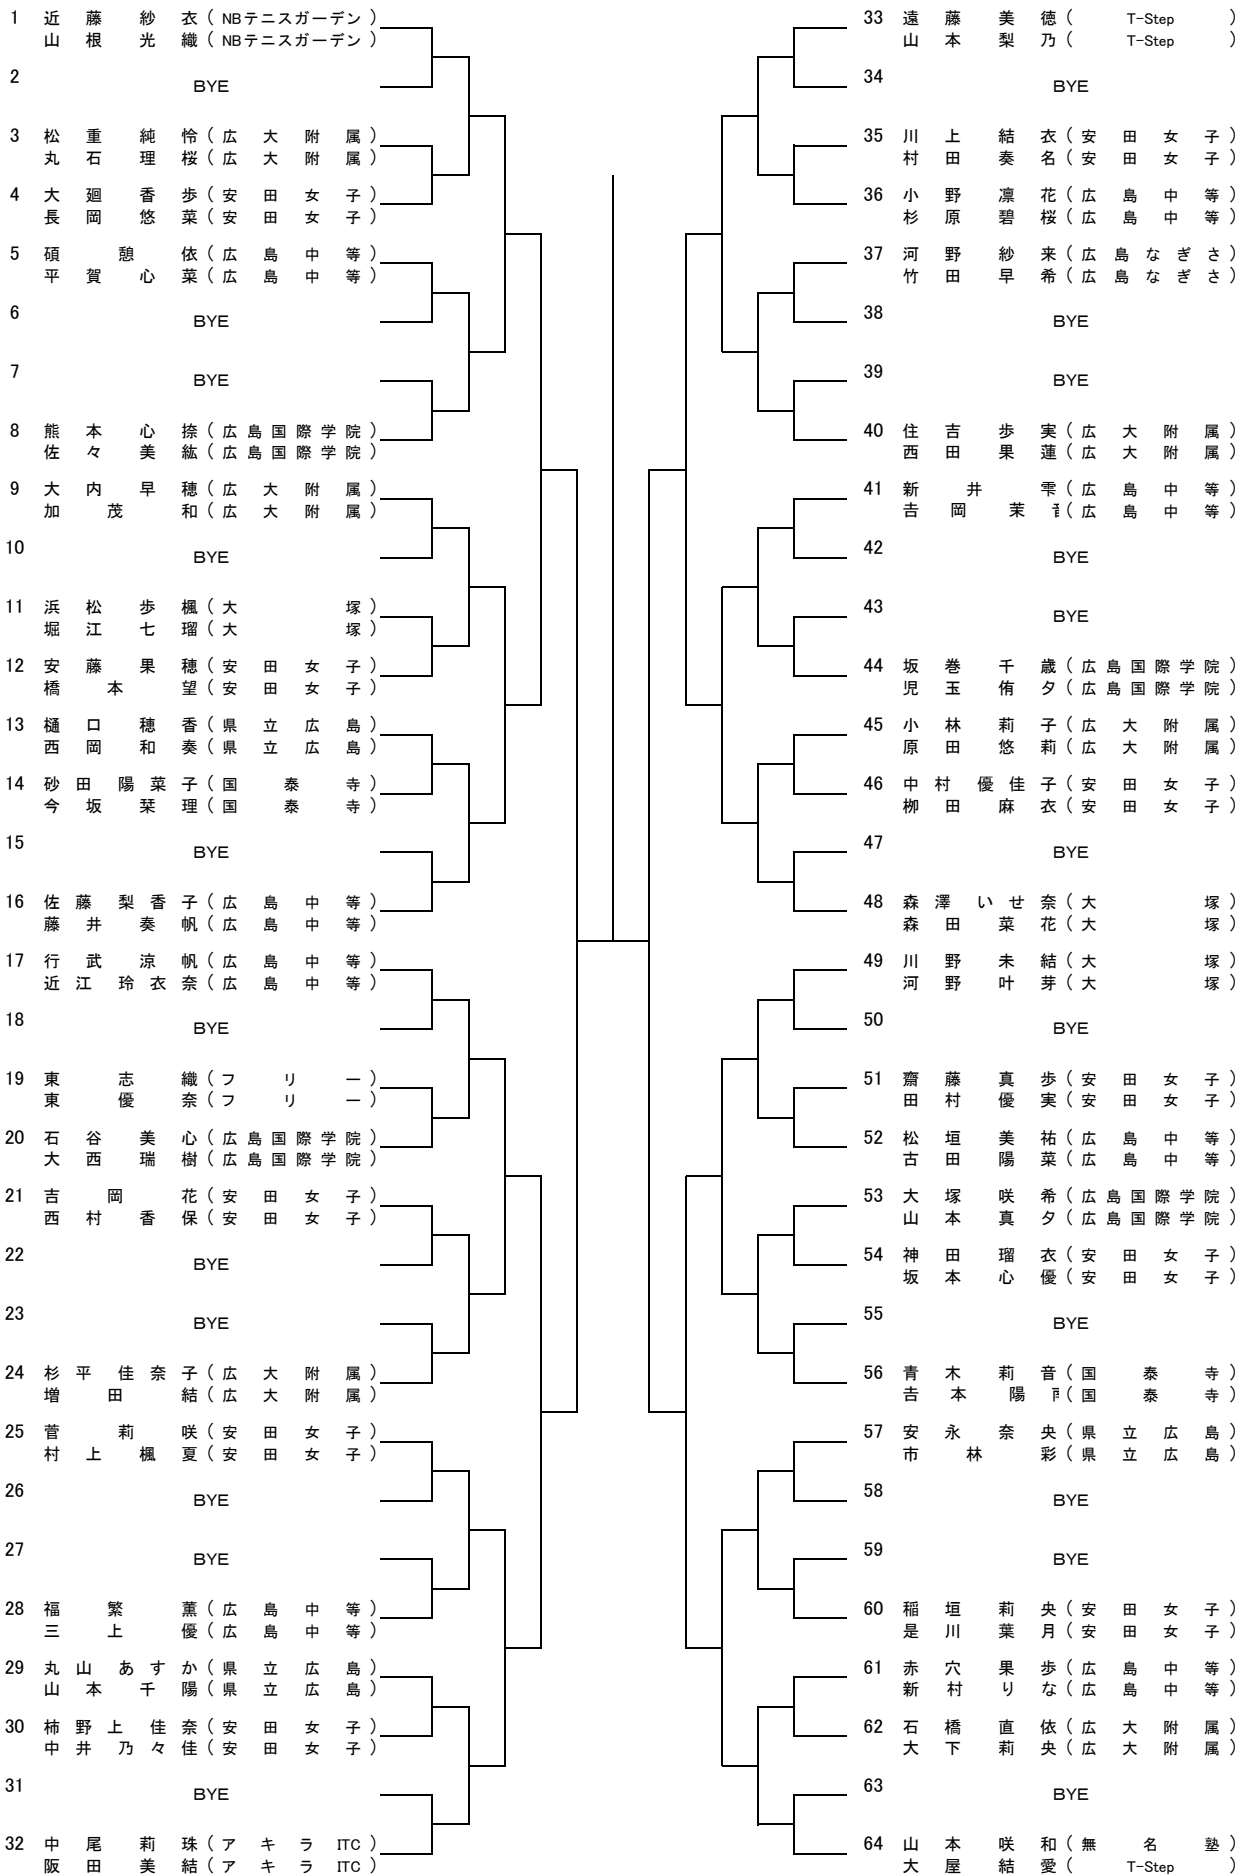 1 近藤紗衣(NBテニスガーデン)
山根光織(NBテニスガーデン)
2 BYE
3 松重純怜(広大附属)
丸石理桜(広大附属)
4 大廻香歩(安田女子)
長岡悠菜(安田女子)
5 碩憩依(広島中等)
平賀心菜(広島中等)
6 BYE
7 BYE
8 熊本心捺(広島国際学院)
佐々美紘(広島国際学院)
9 大内早穂(広大附属)
加茂和(広大附属)
10 BYE
11 浜松歩楓(大塚)
堀江七瑠(大塚)
12 安藤果穂(安田女子)
橋本望(安田女子)
13 樋口穂香(県立広島)
西岡和奏(県立広島)
14 砂田陽菜子(国泰寺)
今坂栞理(国泰寺)
15 BYE
16 佐藤梨香子(広島中等)
藤井奏帆(広島中等)
17 行武涼帆(広島中等)
近江玲衣奈(広島中等)
18 BYE
19 東志織(フリー)
東優奈(フリー)
20 石谷美心(広島国際学院)
大西瑞樹(広島国際学院)
21 吉岡花(安田女子)
西村香保(安田女子)
22 BYE
23 BYE
24 杉平佳奈子(広大附属)
増田結(広大附属)
25 菅莉咲(安田女子)
村上楓夏(安田女子)
26 BYE
27 BYE
28 福繁薫(広島中等)
三上優(広島中等)
29 丸山あすか(県立広島)
山本千陽(県立広島)
30 柿野上佳奈(安田女子)
中井乃々佳(安田女子)
31 BYE
32 中尾莉珠(アキラITC)
阪田美結(アキラITC)
33 遠藤美徳(T-Step)
山本梨乃(T-Step)
34 BYE
35 川上結衣(安田女子)
村田奏名(安田女子)
36 小野凛花(広島中等)
杉原碧桜(広島中等)
37 河野紗来(広島なぎさ)
竹田早希(広島なぎさ)
38 BYE
39 BYE
40 住吉歩実(広大附属)
西田果蓮(広大附属)
41 新井雫(広島中等)
吉岡茉音(広島中等)
42 BYE
43 BYE
44 坂巻千歳(広島国際学院)
児玉侑夕(広島国際学院)
45 小林莉子(広大附属)
原田悠莉(広大附属)
46 中村優佳子(安田女子)
柳田麻衣(安田女子)
47 BYE
48 森澤いせ奈(大塚)
森田菜花(大塚)
49 川野未結(大塚)
河野叶芽(大塚)
50 BYE
51 齋藤真歩(安田女子)
田村優実(安田女子)
52 松垣美祐(広島中等)
古田陽菜(広島中等)
53 大塚咲希(広島国際学院)
山本真夕(広島国際学院)
54 神田瑠衣(安田女子)
坂本心優(安田女子)
55 BYE
56 青木莉音(国泰寺)
吉本陽(国泰寺)
57 安永奈央(県立広島)
市林彩(県立広島)
58 BYE
59 BYE
60 稲垣莉央(安田女子)
是川葉月(安田女子)
61 赤穴果歩(広島中等)
新村りな(広島中等)
62 石橋直依(広大附属)
大下莉央(広大附属)
63 BYE
64 山本咲和(無名塾)
大屋結愛(T-Step)